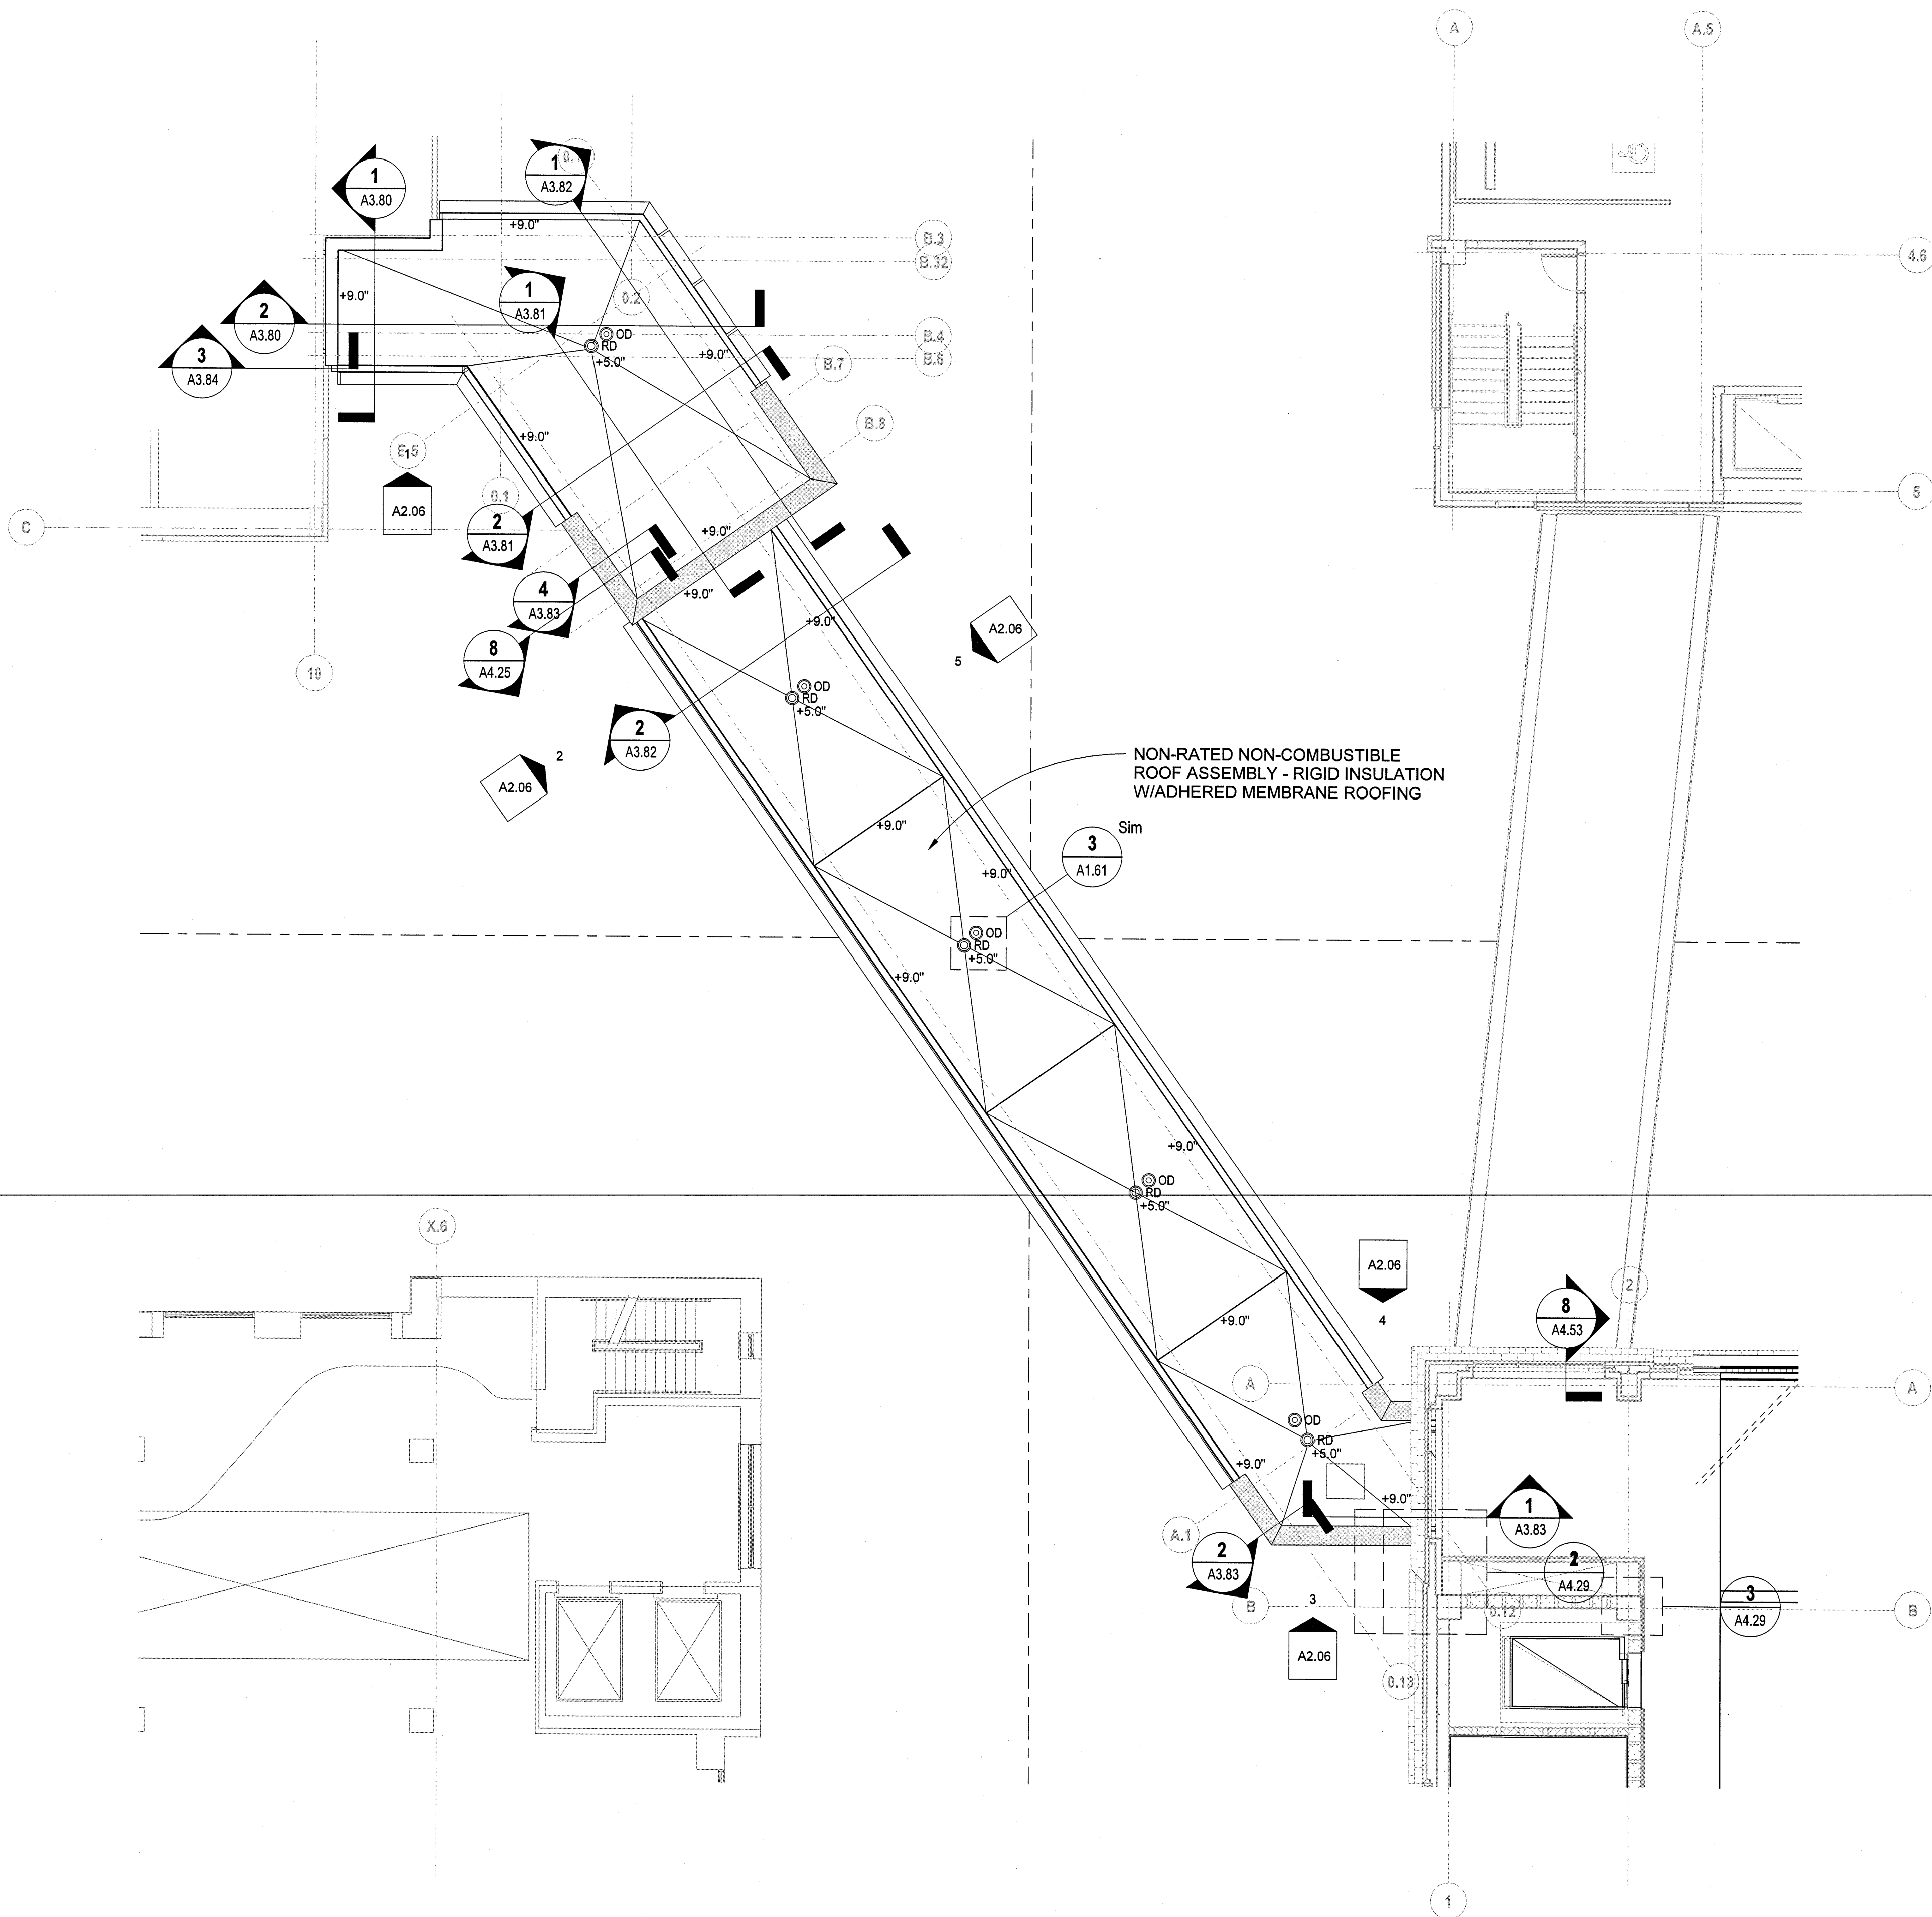 A
A.5
1
A3.80
1
A3.82
0.
+9.0"
B.3
B.32
4.6
+9.0"
1
A3.81
0.2
2
A3.80
OD
RD
+5.0"
B.4
B.6
3
A3.84
+9.0"
B.7
B.8
+9.0"
E.5
1
A2.06
0.1
5
C
2
A3.81
+9.0"
4
A3.83
+9.0"
+9.0"
A2.06
5
8
A4.25
10
OD
RD
+5.0"
2
A3.82
2
A2.06
NON-RATED NON-COMBUSTIBLE
ROOF ASSEMBLY - RIGID INSULATION
W/ADHERED MEMBRANE ROOFING
+9.0"
Sim
3
A1.61
+9.0"
OD
RD
+5.0"
+9.0"
+9.0"
OD
RD
+5.0"
X.6
A2.06
4
2
8
A4.53
+9.0"
A
A
OD
RD
+5.0"
+9.0"
+9.0"
A.1
1
A3.83
2
A3.83
2
A4.29
B
3
A2.06
0.12
3
A4.29
B
0.13
1